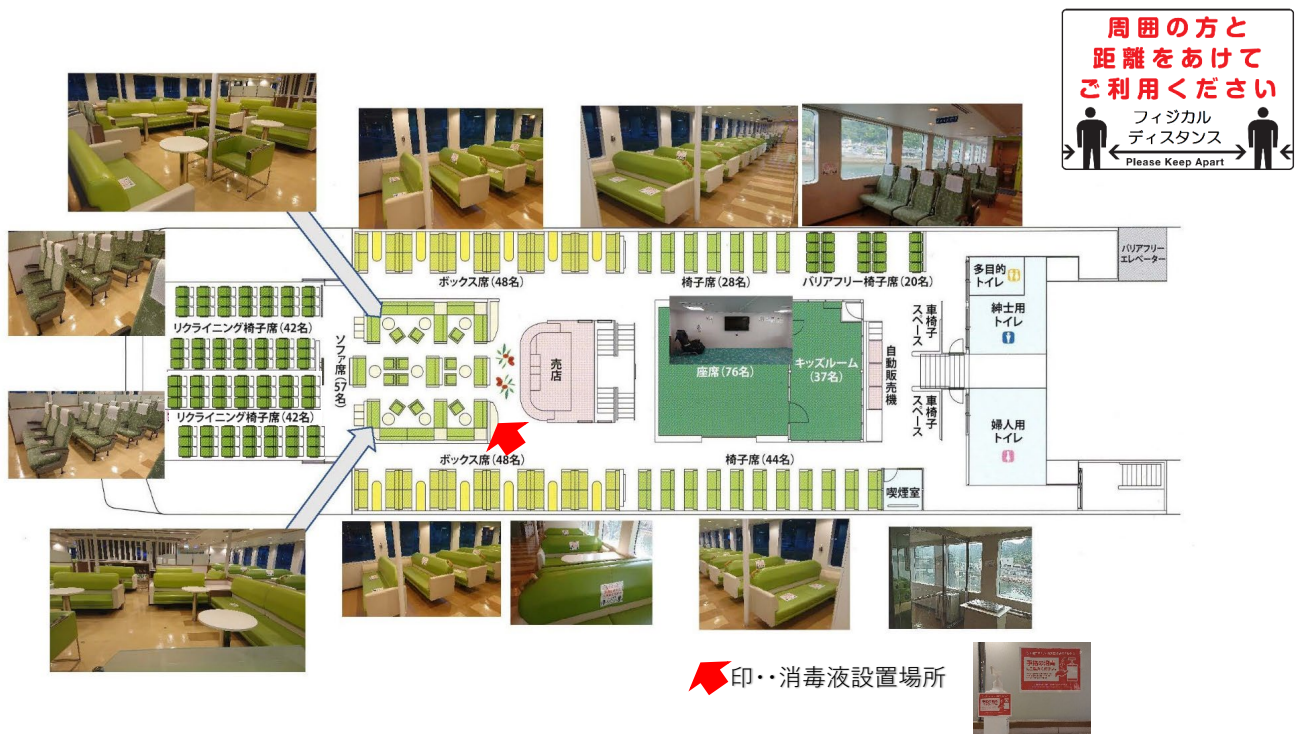 周囲の方と
距離をあけて
ご利用ください
フィジカル
ディスタンス
Please Keep Apart
バリアフリー
エレベーター
ボックス席(48名)
椅子席(28名)
バリアフリー椅子席(20名)
多目的
トイレ
紳士用
トイレ
リクライニング椅子席(42名)
ソファ席(57名)
売店
座席(76名)
キッズルーム
(37名)
自動販売機
車椅子
スペース
車椅子
スペース
リクライニング椅子席(42名)
婦人用
トイレ
ボックス席(48名)
椅子席(44名)
喫煙室
印・・消毒液設置場所